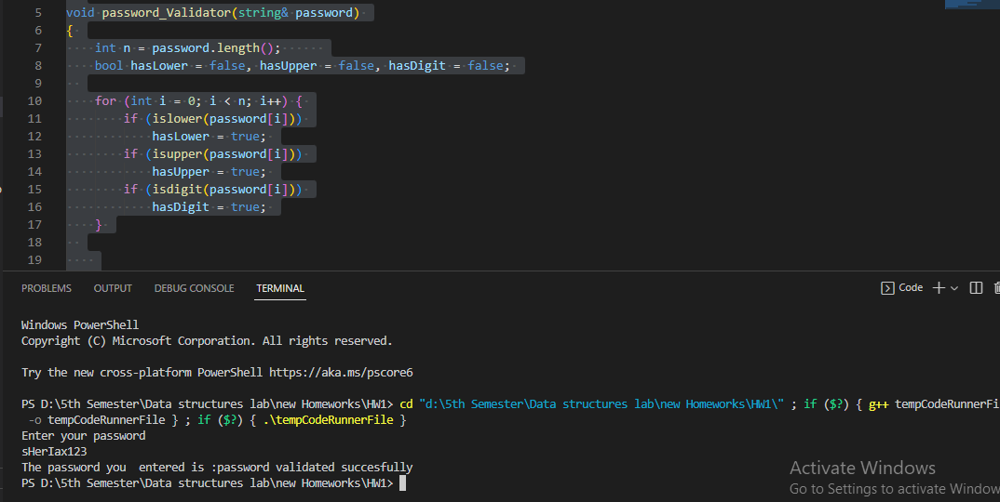 5 void password_Validator(string& password)
6 {
7 int n = password.length();
8 bool hasLower = false, hasUpper = false, hasDigit = false;
9
10 for (int i = 0; i < n; i++) {
11 if (islower(password[i]))
12 hasLower = true;
13 if (isupper(password[i]))
14 hasUpper = true;
15 if (isdigit(password[i]))
16 hasDigit = true;
17 }
18
19
PROBLEMS OUTPUT DEBUG CONSOLE TERMINAL Code
Windows PowerShell
Copyright (C) Microsoft Corporation. All rights reserved.
Try the new cross-platform PowerShell https://aka.ms/pscore6
PS D:\5th Semester\Data structures lab\new Homeworks\HW1> cd "d:\5th Semester\Data structures lab\new Homeworks\HW1\" ; if ($?) { g++ tempCodeRunnerFi
-o tempCodeRunnerFile } ; if ($?) { .\tempCodeRunnerFile }
Enter your password
sHerIax123
The password you  entered is :password validated succesfully
PS D:\5th Semester\Data structures lab\new Homeworks\HW1>
Activate Windows
Go to Settings to activate Window